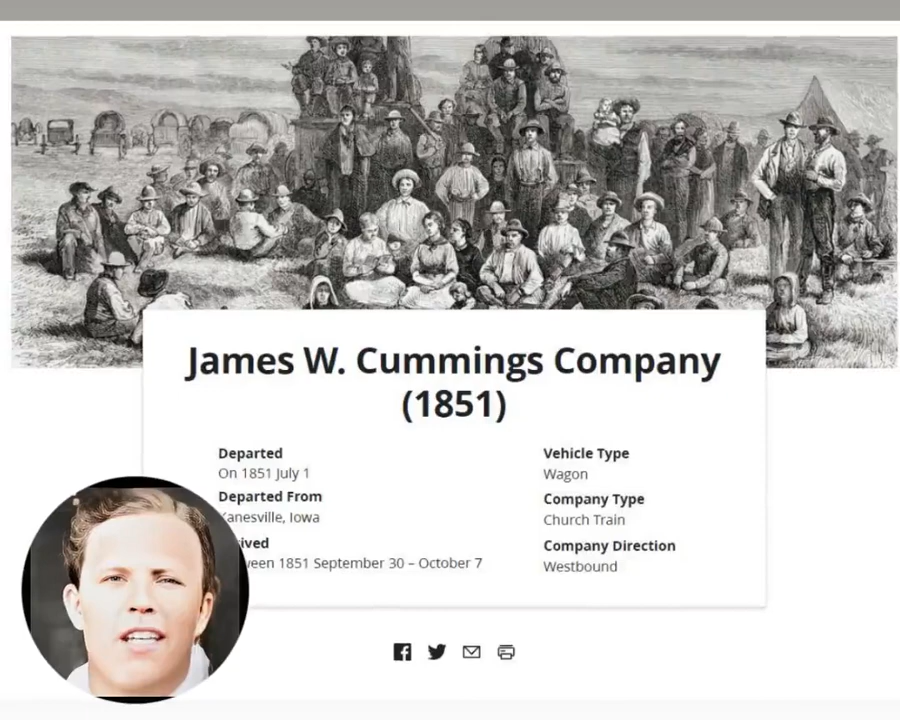 James W. Cummings Company
(1851)
Departed
On 1851 July 1
Departed From
Kanesville, Iowa
Vehicle Type
Wagon
Company Type
Church Train
1851 September 30 – October 7
Company Direction
Westbound